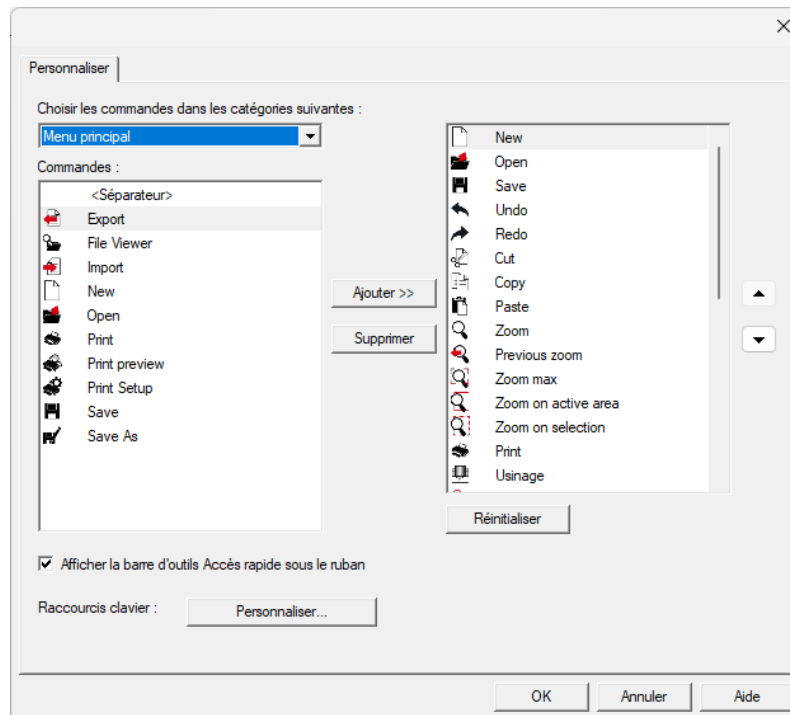 Personnaliser
Choisir les commandes dans les catégories suivantes :
Menu principal
Commandes :
<Séparateur>
Export
File Viewer
Import
New
Open
Print
Print preview
Print Setup
Save
Save As
Ajouter >>
Supprimer
New
Open
Save
Undo
Redo
Cut
Copy
Paste
Zoom
Previous zoom
Zoom max
Zoom on active area
Zoom on selection
Print
Usinage
Réinitialiser
Afficher la barre d'outils Accès rapide sous le ruban
Raccourcis clavier :
Personnaliser...
OK
Annuler
Aide